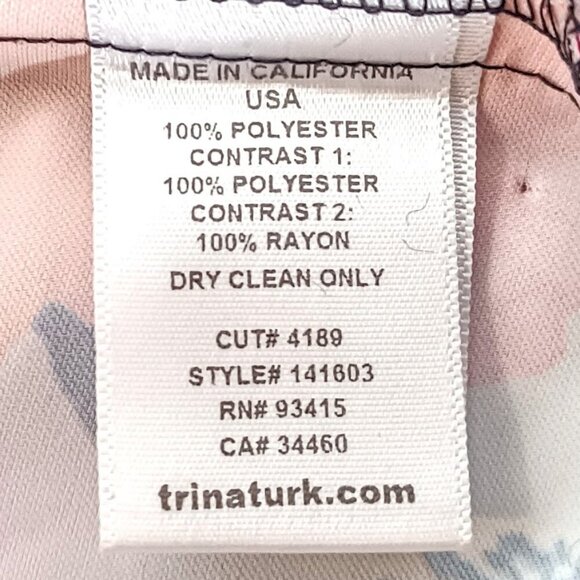 MADE IN CALIFORNIA
USA
100% POLYESTER
CONTRAST 1:
100% POLYESTER
CONTRAST 2:
100% RAYON
DRY CLEAN ONLY
CUT# 4189
STYLE# 141603
RN# 93415
CA# 34460
trinaturk.com